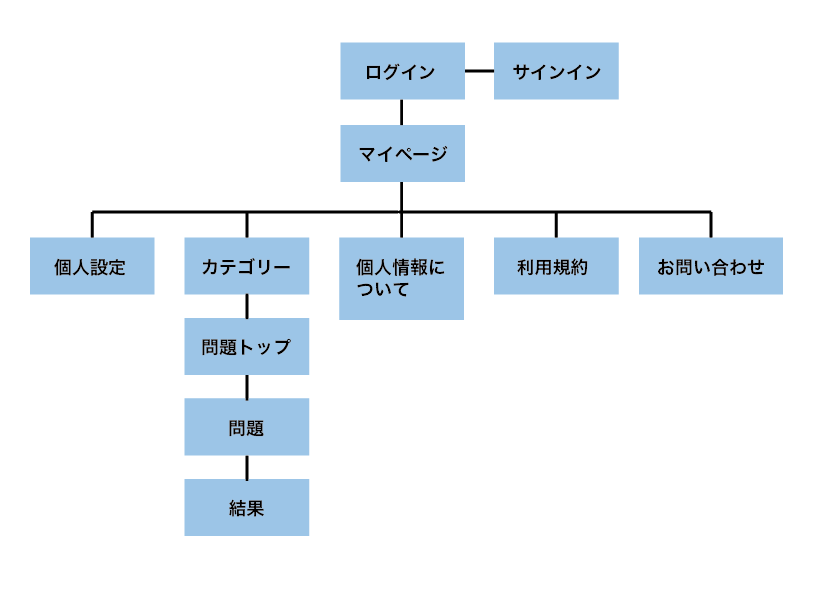 ログイン
サインイン
マイページ
個人設定
カテゴリー
個人情報に
ついて
利用規約
お問い合わせ
問題トップ
問題
結果